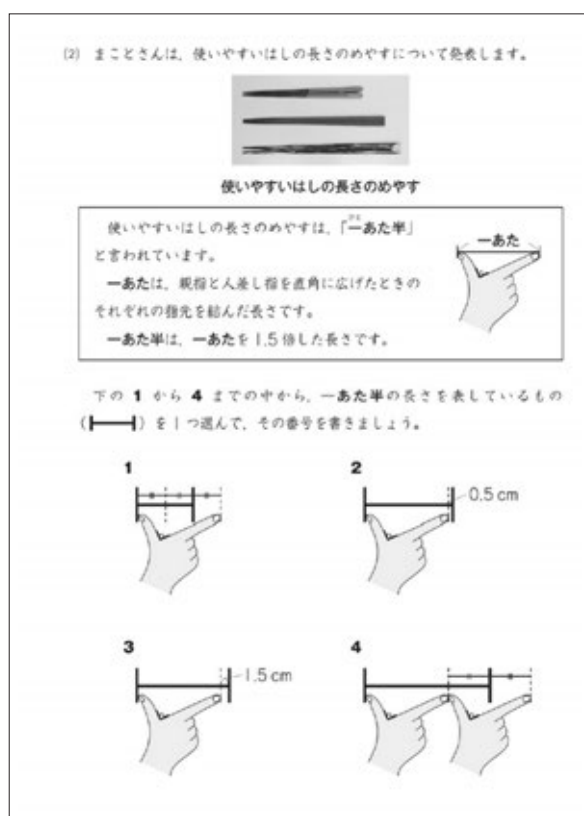 (2) まことさんは，使いやすいはしの長さのめやすについて発表します。
使いやすいはしの長さのめやす
使いやすいはしの長さのめやすは，「一あた半」
と言われています。
一あた
一あたは，親指と人差し指を直角に広げたときの
それぞれの指先を結んだ長さです。
一あた半は，一あたを1.5倍した長さです。
下の 1 から 4 までの中から，一あた半の長さを表しているもの
（）を1つ選んで，その番号を書きましょう。
1
2
0.5 cm
3
1.5 cm
4